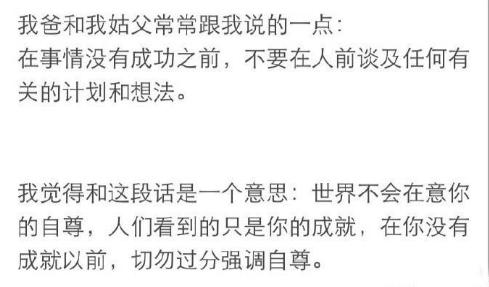 我爸和我姑父常常跟我说的一点：
在事情没有成功之前，不要在人前谈及任何有
关的计划和想法。
我觉得和这段话是一个意思：世界不会在意你
的自尊，人们看到的只是你的成就，在你没有
成就以前，切勿过分强调自尊。